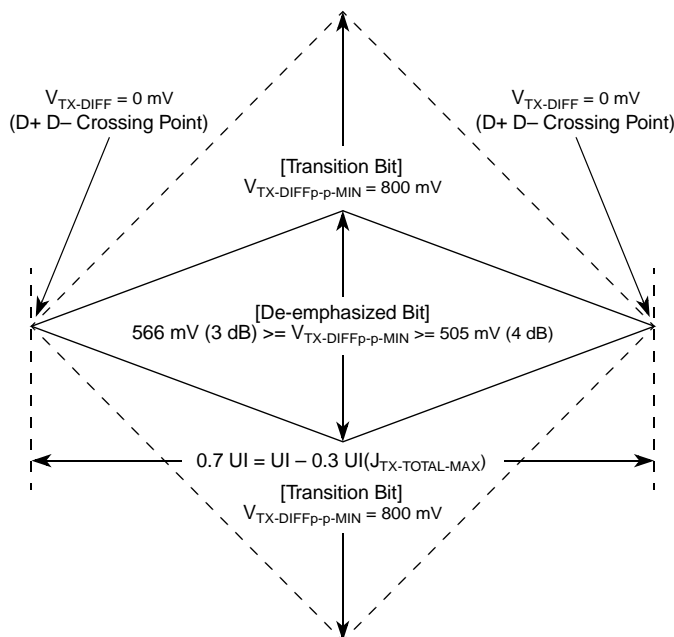 V_TX-DIFF = 0 mV
(D+ D– Crossing Point)
V_TX-DIFF = 0 mV
(D+ D– Crossing Point)
[Transition Bit]
V_TX-DIFFp-p-MIN = 800 mV
[De-emphasized Bit]
566 mV (3 dB) >= V_TX-DIFFp-p-MIN >= 505 mV (4 dB)
0.7 UI = UI – 0.3 UI(J_TX-TOTAL-MAX)
[Transition Bit]
V_TX-DIFFp-p-MIN = 800 mV